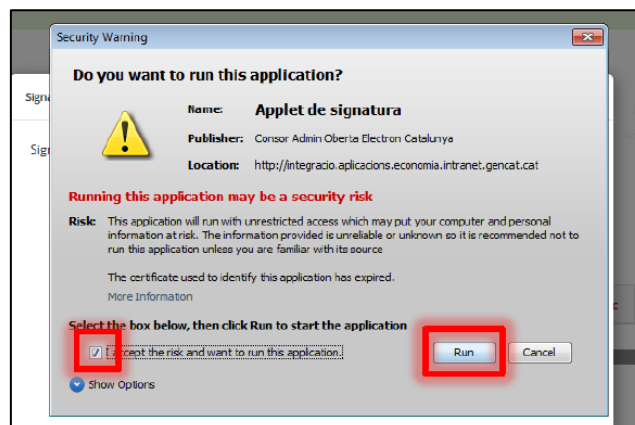 Security Warning
Do you want to run this application?
Name: Applet de signatura
Publisher: Consor Admin Oberta Electron Catalunya
Location: http://integracio.aplicacions.economia.intranet.gencat.cat
Running this application may be a security risk
Risk: This application will run with unrestricted access which may put your computer and personal
information at risk. The information provided is unreliable or unknown so it is recommended not to
run this application unless you are familiar with its source
The certificate used to identify this application has expired.
More Information
Select the box below, then click Run to start the application
I accept the risk and want to run this application.
Run
Cancel
Show Options